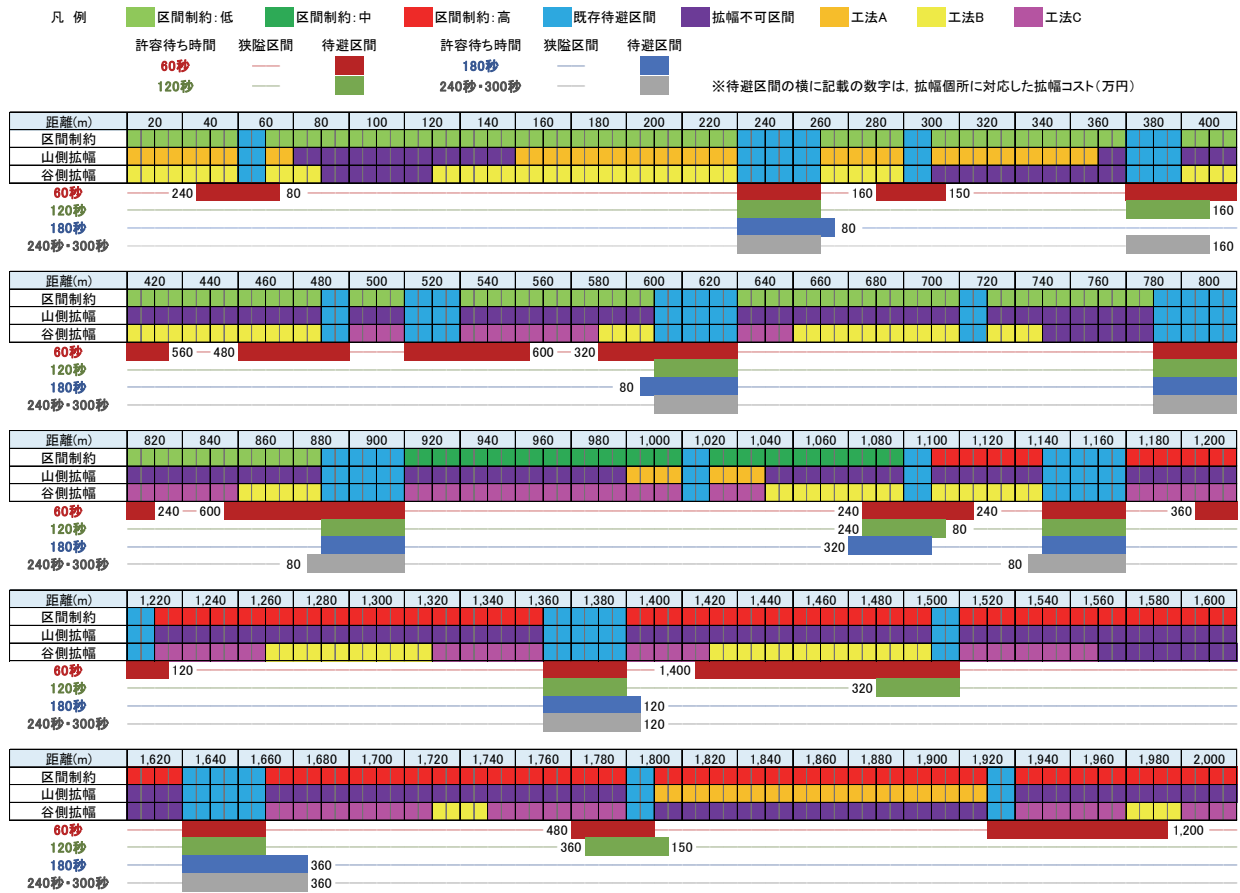 凡 例 区間制約：低 区間制約：中 区間制約：高 既存待避区間 拡幅不可区間 工法A 工法B 工法C
許容待ち時間 狭隘区間 待避区間 許容待ち時間 狭隘区間 待避区間
60秒 180秒
120秒 240秒・300秒 ※待避区間の横に記載の数字は，拡幅個所に対応した拡幅コスト（万円）
距離(m) 20 40 60 80 100 120 140 160 180 200 220 240 260 280 300 320 340 360 380 400
区間制約
山側拡幅
谷側拡幅
60秒 240 80 160 150
120秒 160
180秒 80
240秒・300秒 160
距離(m) 420 440 460 480 500 520 540 560 580 600 620 640 660 680 700 720 740 760 780 800
区間制約
山側拡幅
谷側拡幅
60秒 560 480 600 320
120秒
180秒 80
240秒・300秒
距離(m) 820 840 860 880 900 920 940 960 980 1,000 1,020 1,040 1,060 1,080 1,100 1,120 1,140 1,160 1,180 1,200
区間制約
山側拡幅
谷側拡幅
60秒 240 600 240 240 360
120秒 240 80
180秒 320
240秒・300秒 80 80
距離(m) 1,220 1,240 1,260 1,280 1,300 1,320 1,340 1,360 1,380 1,400 1,420 1,440 1,460 1,480 1,500 1,520 1,540 1,560 1,580 1,600
区間制約
山側拡幅
谷側拡幅
60秒 120 1,400
120秒 320
180秒 120
240秒・300秒 120
距離(m) 1,620 1,640 1,660 1,680 1,700 1,720 1,740 1,760 1,780 1,800 1,820 1,840 1,860 1,880 1,900 1,920 1,940 1,960 1,980 2,000
区間制約
山側拡幅
谷側拡幅
60秒 480 1,200
120秒 360 150
180秒 360
240秒・300秒 360